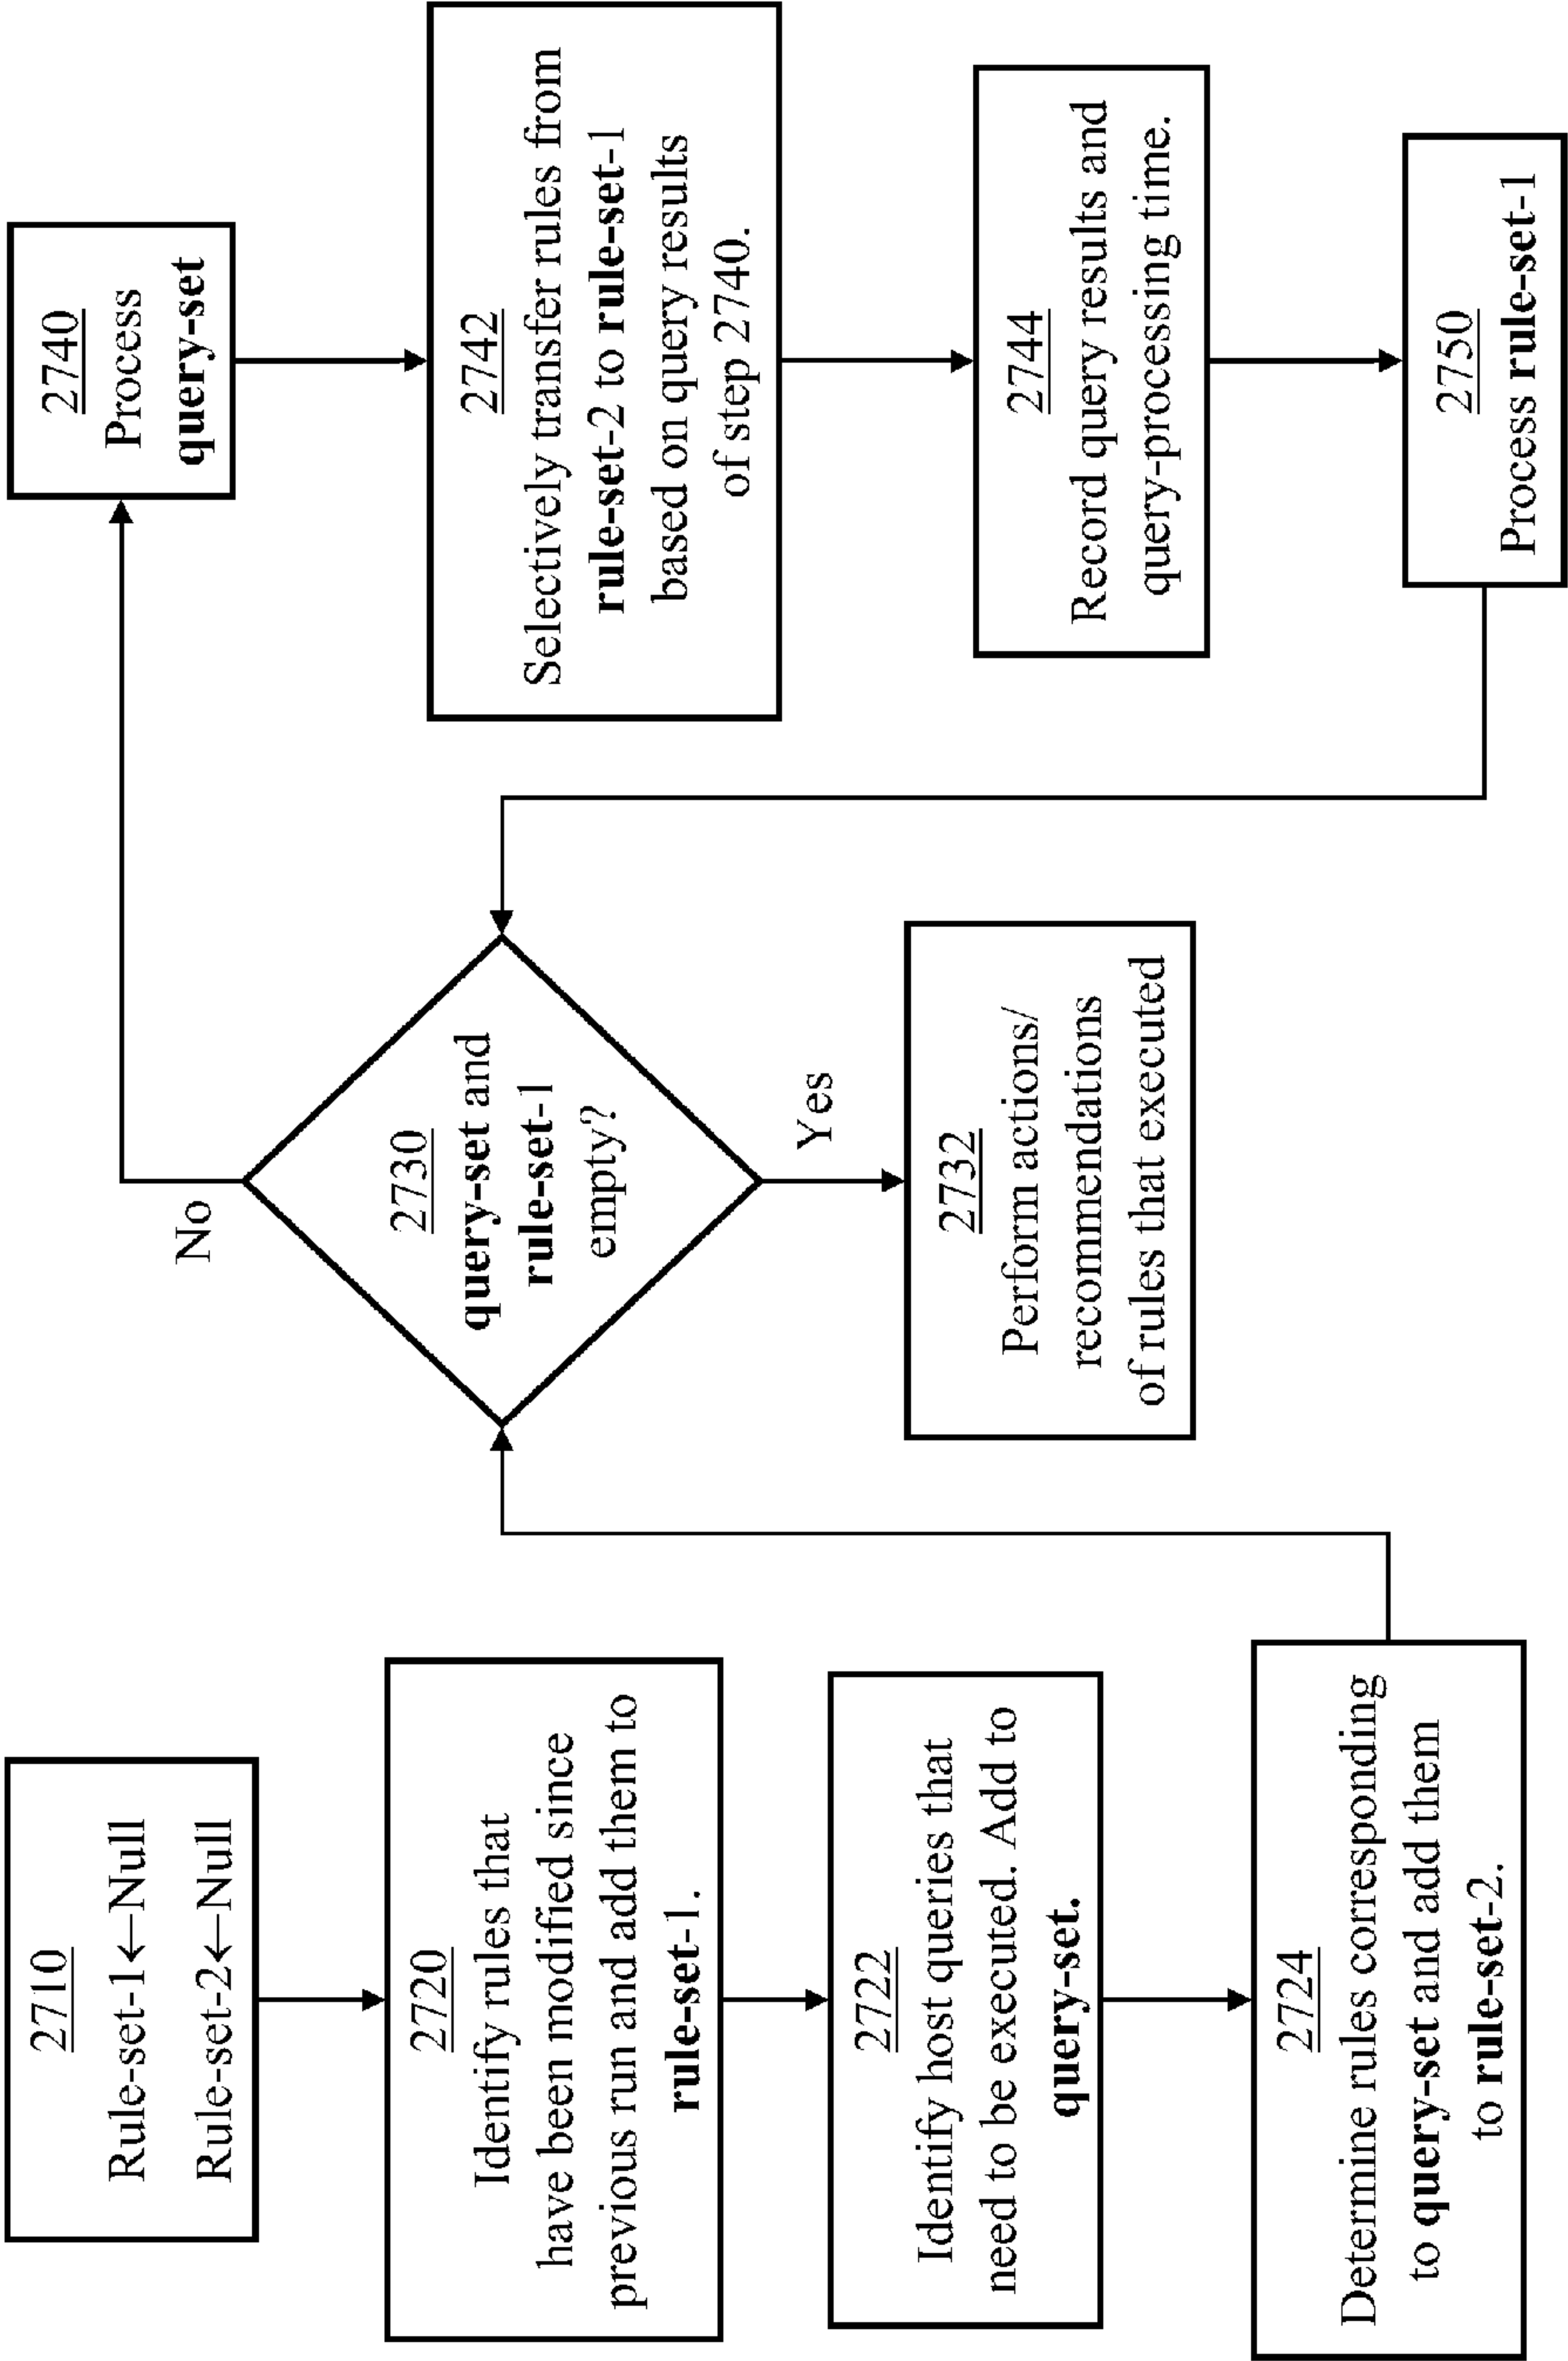 2710
Rule-set-1←Null
Rule-set-2←Null
2720
Identify rules that
have been modified since
previous run and add them to
rule-set-1.
2722
Identify host queries that
need to be executed. Add to
query-set.
2724
Determine rules corresponding
to query-set and add them
to rule-set-2.
No
2730
query-set and
rule-set-1
empty?
Yes
2732
Perform actions/
recommendations
of rules that executed
2740
Process
query-set
2742
Selectively transfer rules from
rule-set-2 to rule-set-1
based on query results
of step 2740.
2744
Record query results and
query-processing time.
2750
Process rule-set-1